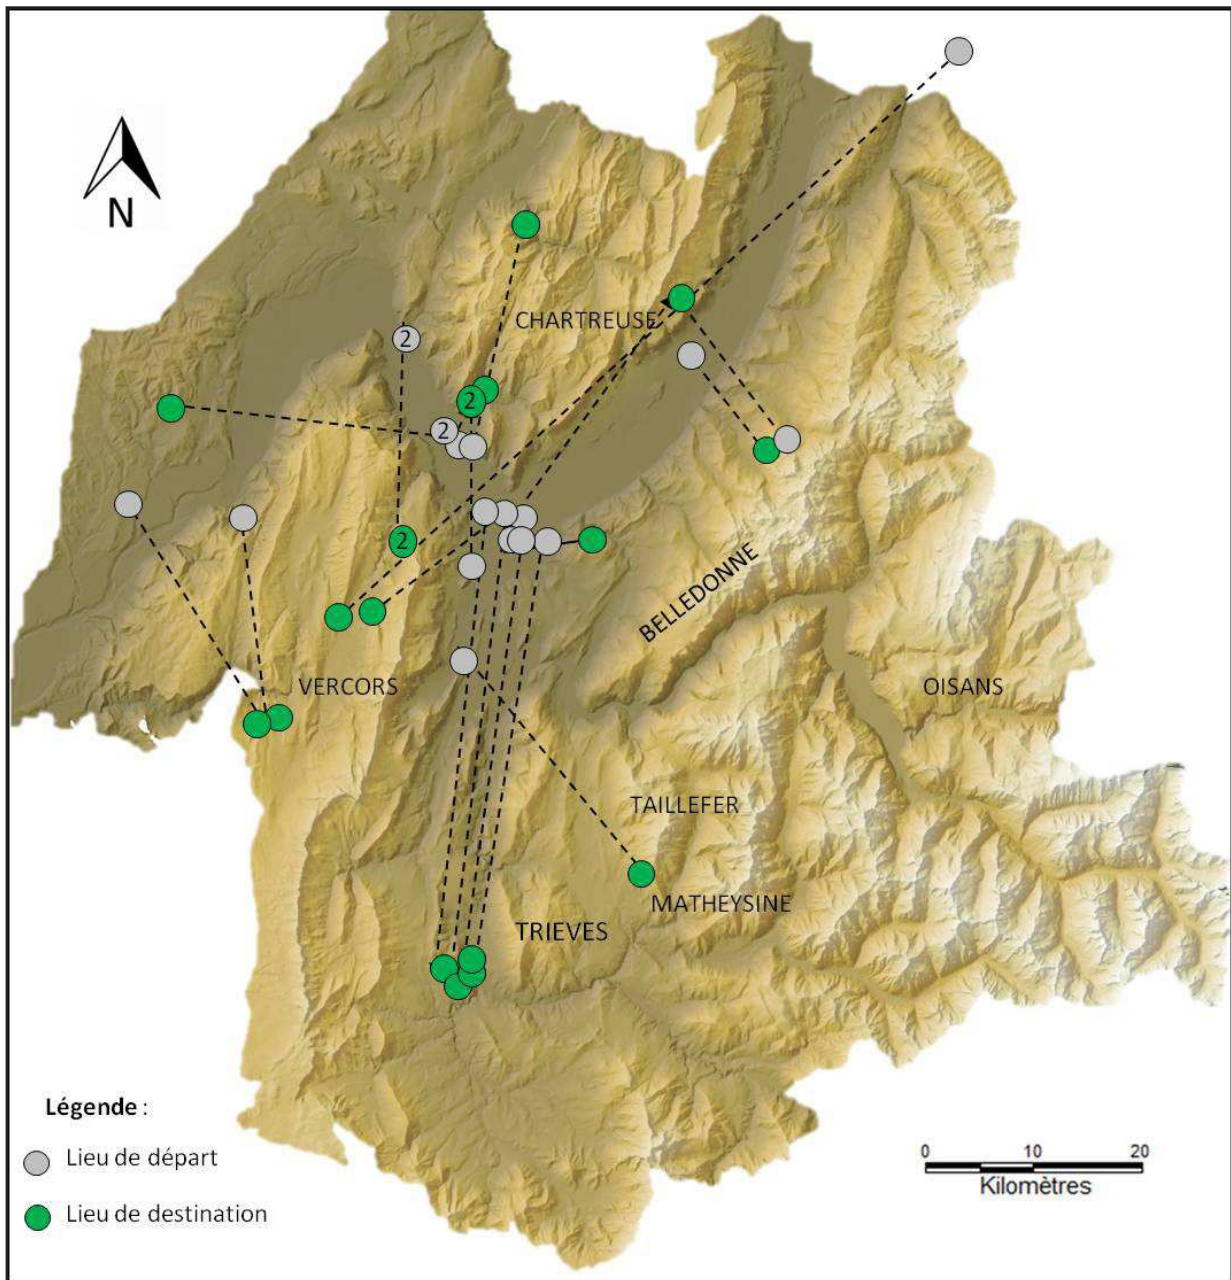 N
CHARTREUSE
2
2
2
2
BELLEDONNE
VERCORS
OISANS
TAILLEFER
MATHEYSINE
TRIEVES
Légende :
Lieu de départ
Lieu de destination
0 10 20
Kilomètres